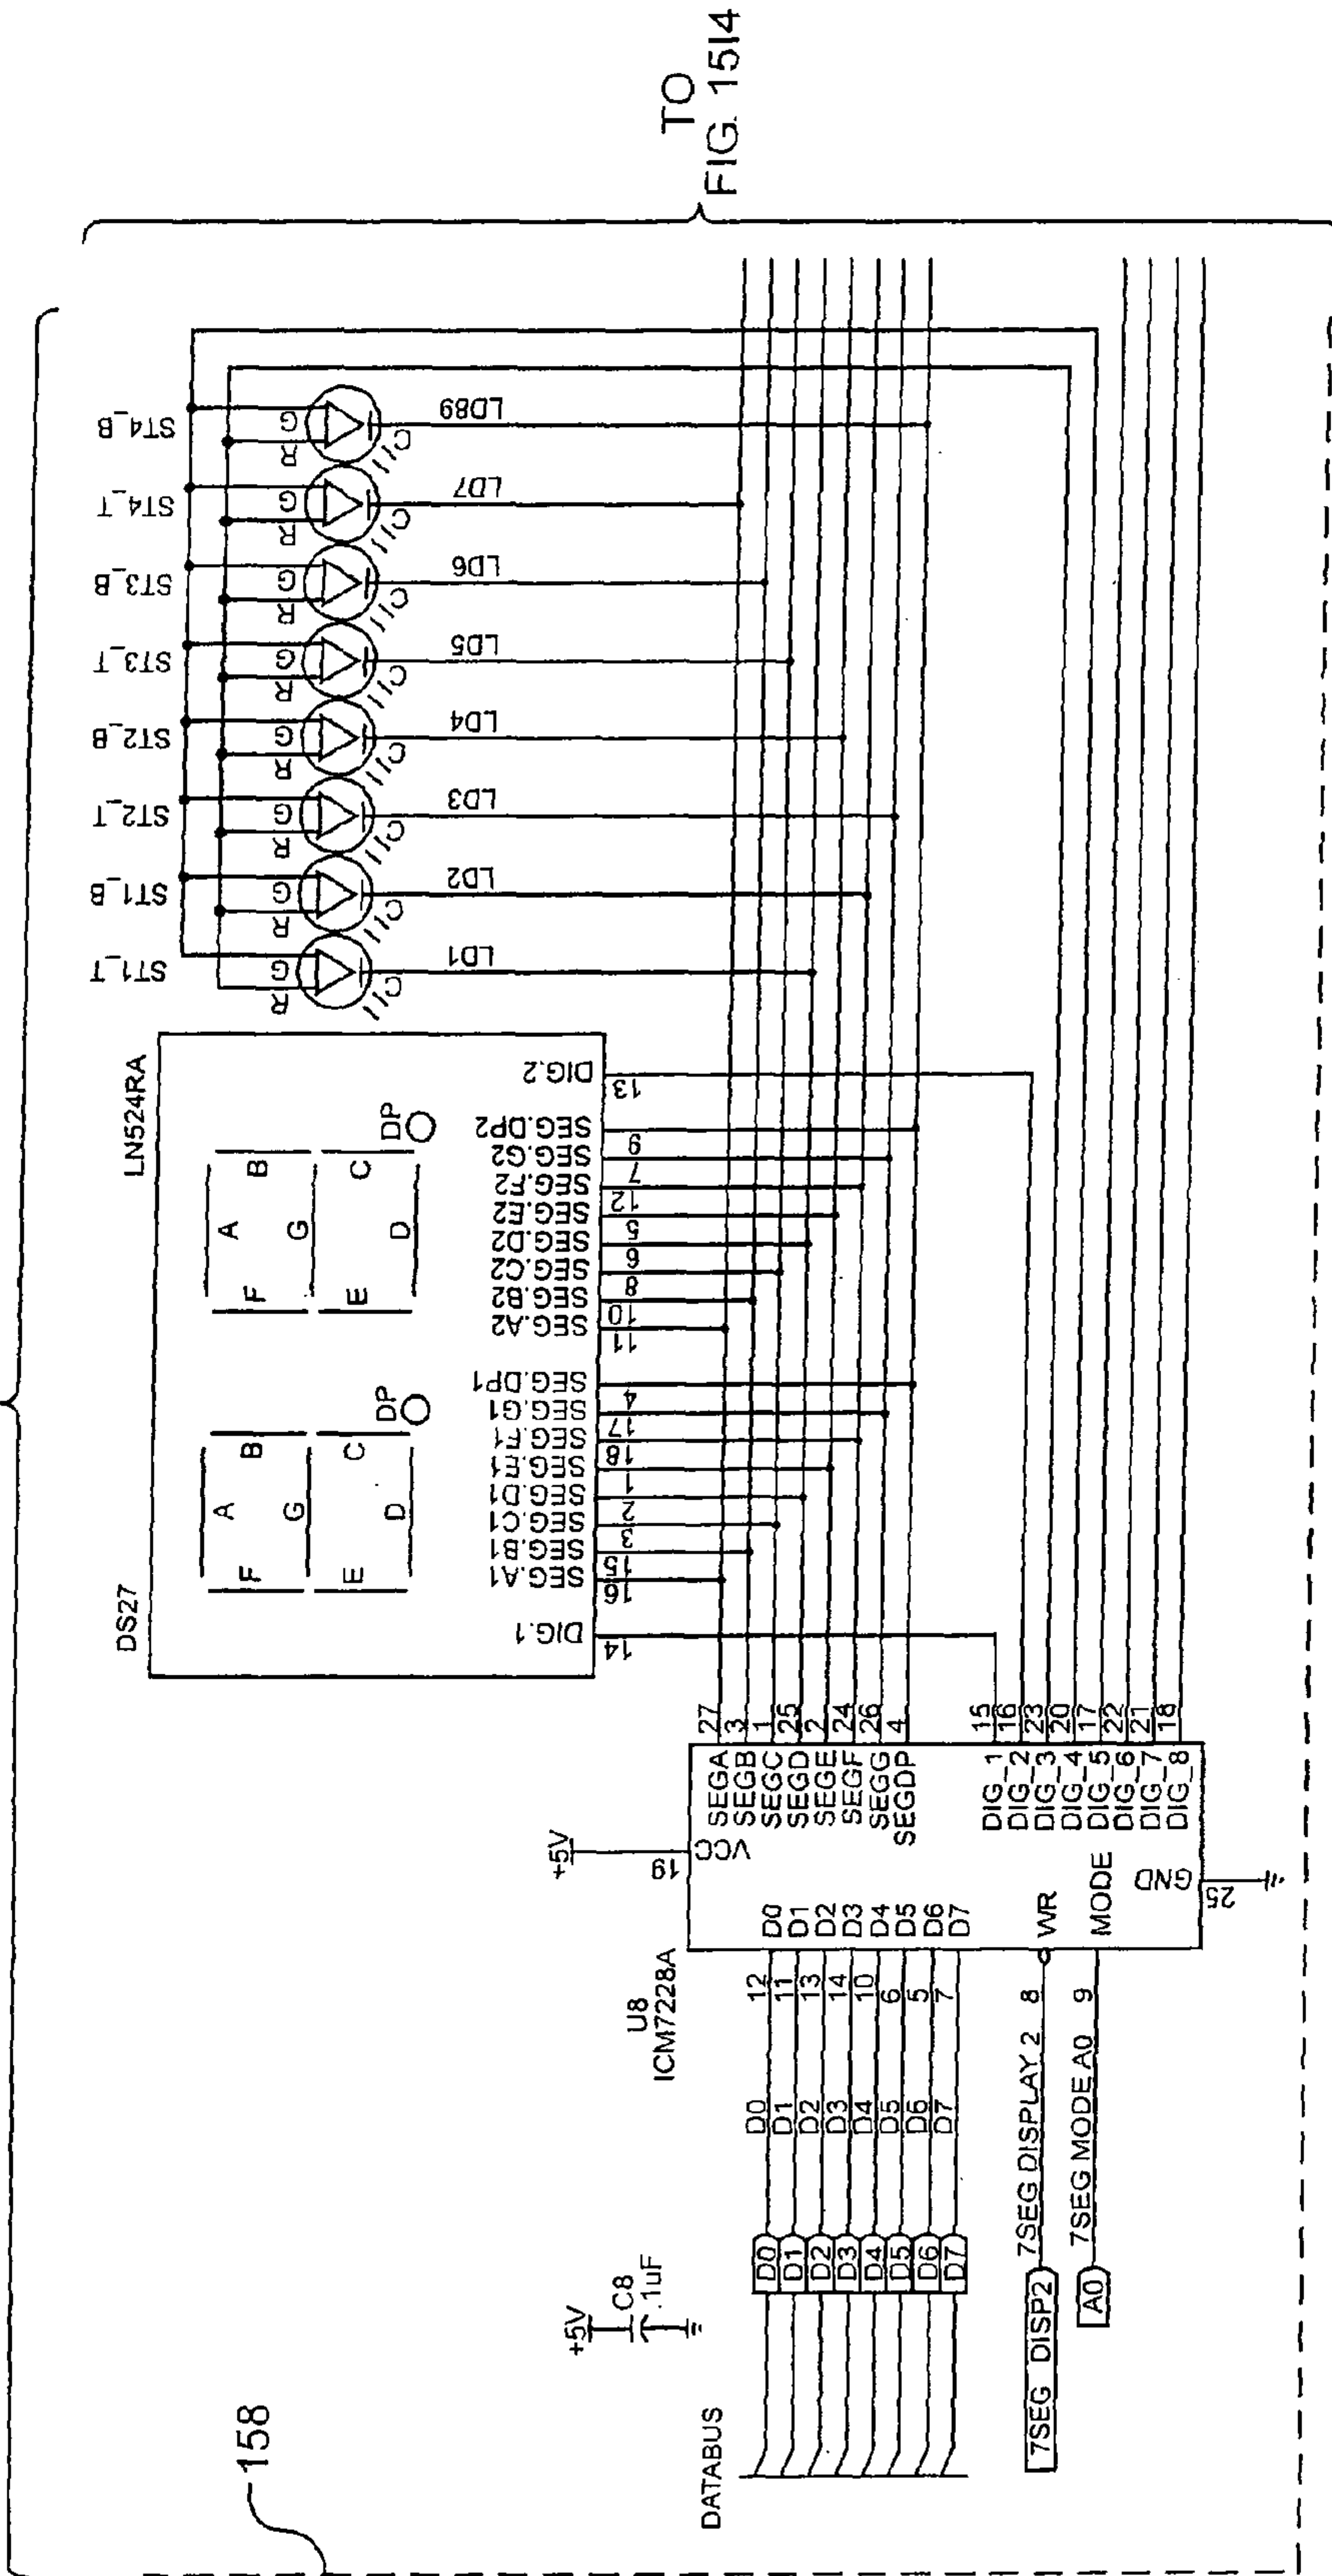 158
TO
FIG. 15I4
DATABUS
+5V
C8
.1uF
D0
D1
D2
D3
D4
D5
D6
D7
7SEG DISP2
A0
D0
D1
D2
D3
D4
D5
D6
D7
7SEG DISPLAY 2
7SEG MODE A0
12
11
13
14
10
6
5
7
8
9
U8
ICM7228A
+5V
19
VCC
D0
D1
D2
D3
D4
D5
D6
D7
WR
MODE
GND
25
SEGA
SEGB
SEGC
SEGD
SEGE
SEGF
SEGG
SEGDP
DIG_1
DIG_2
DIG_3
DIG_4
DIG_5
DIG_6
DIG_7
DIG_8
27
3
1
25
2
24
26
4
15
16
23
20
17
22
21
18
DS27
LN524RA
A
B
C
D
E
F
G
DP
A
B
C
D
E
F
G
DP
DIG.1
14
SEG.A1
16
SEG.B1
15
SEG.C1
3
SEG.D1
2
SEG.E1
1
SEG.F1
18
SEG.G1
17
SEG.DP1
4
SEG.A2
11
SEG.B2
10
SEG.C2
8
SEG.D2
6
SEG.E2
5
SEG.F2
12
SEG.G2
7
SEG.DP2
9
DIG.2
13
ST1_T
ST1_B
ST2_T
ST2_B
ST3_T
ST3_B
ST4_T
ST4_B
R
G
R
G
R
G
R
G
R
G
R
G
R
G
R
G
C
C
C
C
C
C
C
C
LD1
LD2
LD3
LD4
LD5
LD6
LD7
LD89